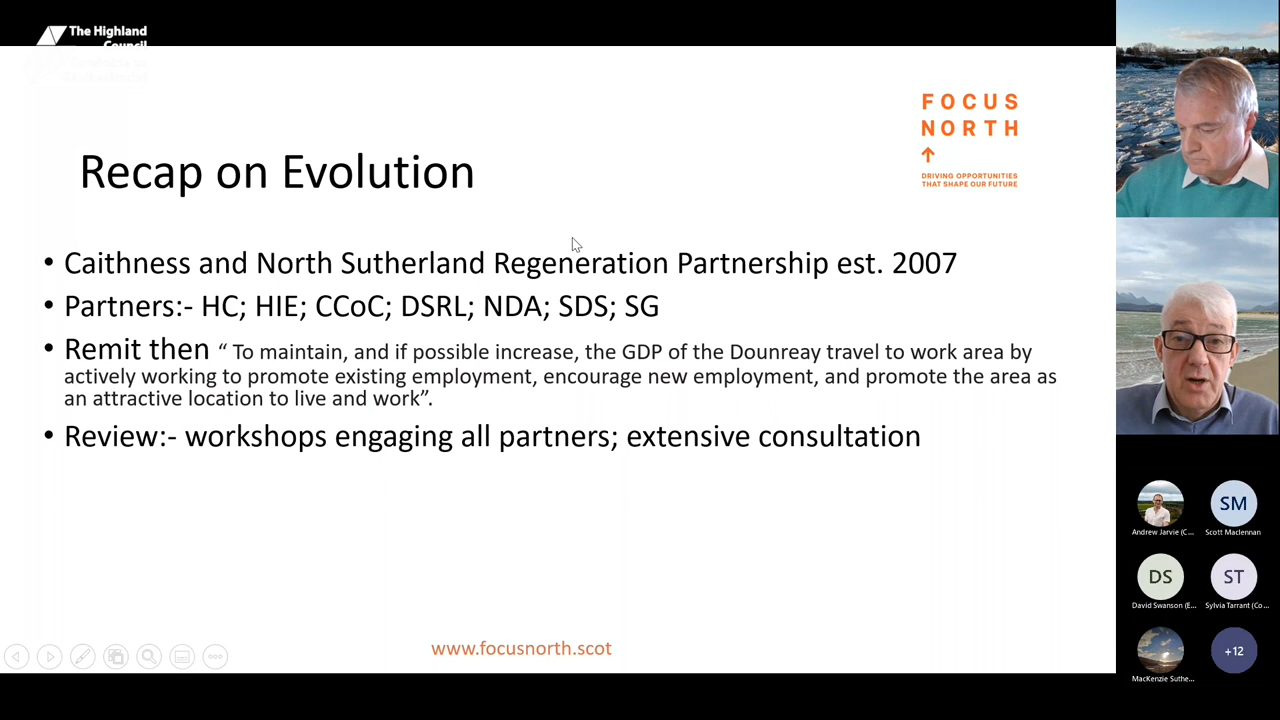 The Highland
Council
FOCUS
NORTH
DRIVING OPPORTUNITIES
THAT SHAPE OUR FUTURE
Recap on Evolution
• Caithness and North Sutherland Regeneration Partnership est. 2007
• Partners:- HC; HIE; CCoC; DSRL; NDA; SDS; SG
• Remit then “ To maintain, and if possible increase, the GDP of the Dounreay travel to work area by
actively working to promote existing employment, encourage new employment, and promote the area as
an attractive location to live and work”.
• Review:- workshops engaging all partners; extensive consultation
www.focusnorth.scot
SM
Andrew Jarvie (C...
Scott Maclennan
DS
ST
David Swanson (E...
Sylvia Tarrant (Co...
+12
MacKenzie Suthe...